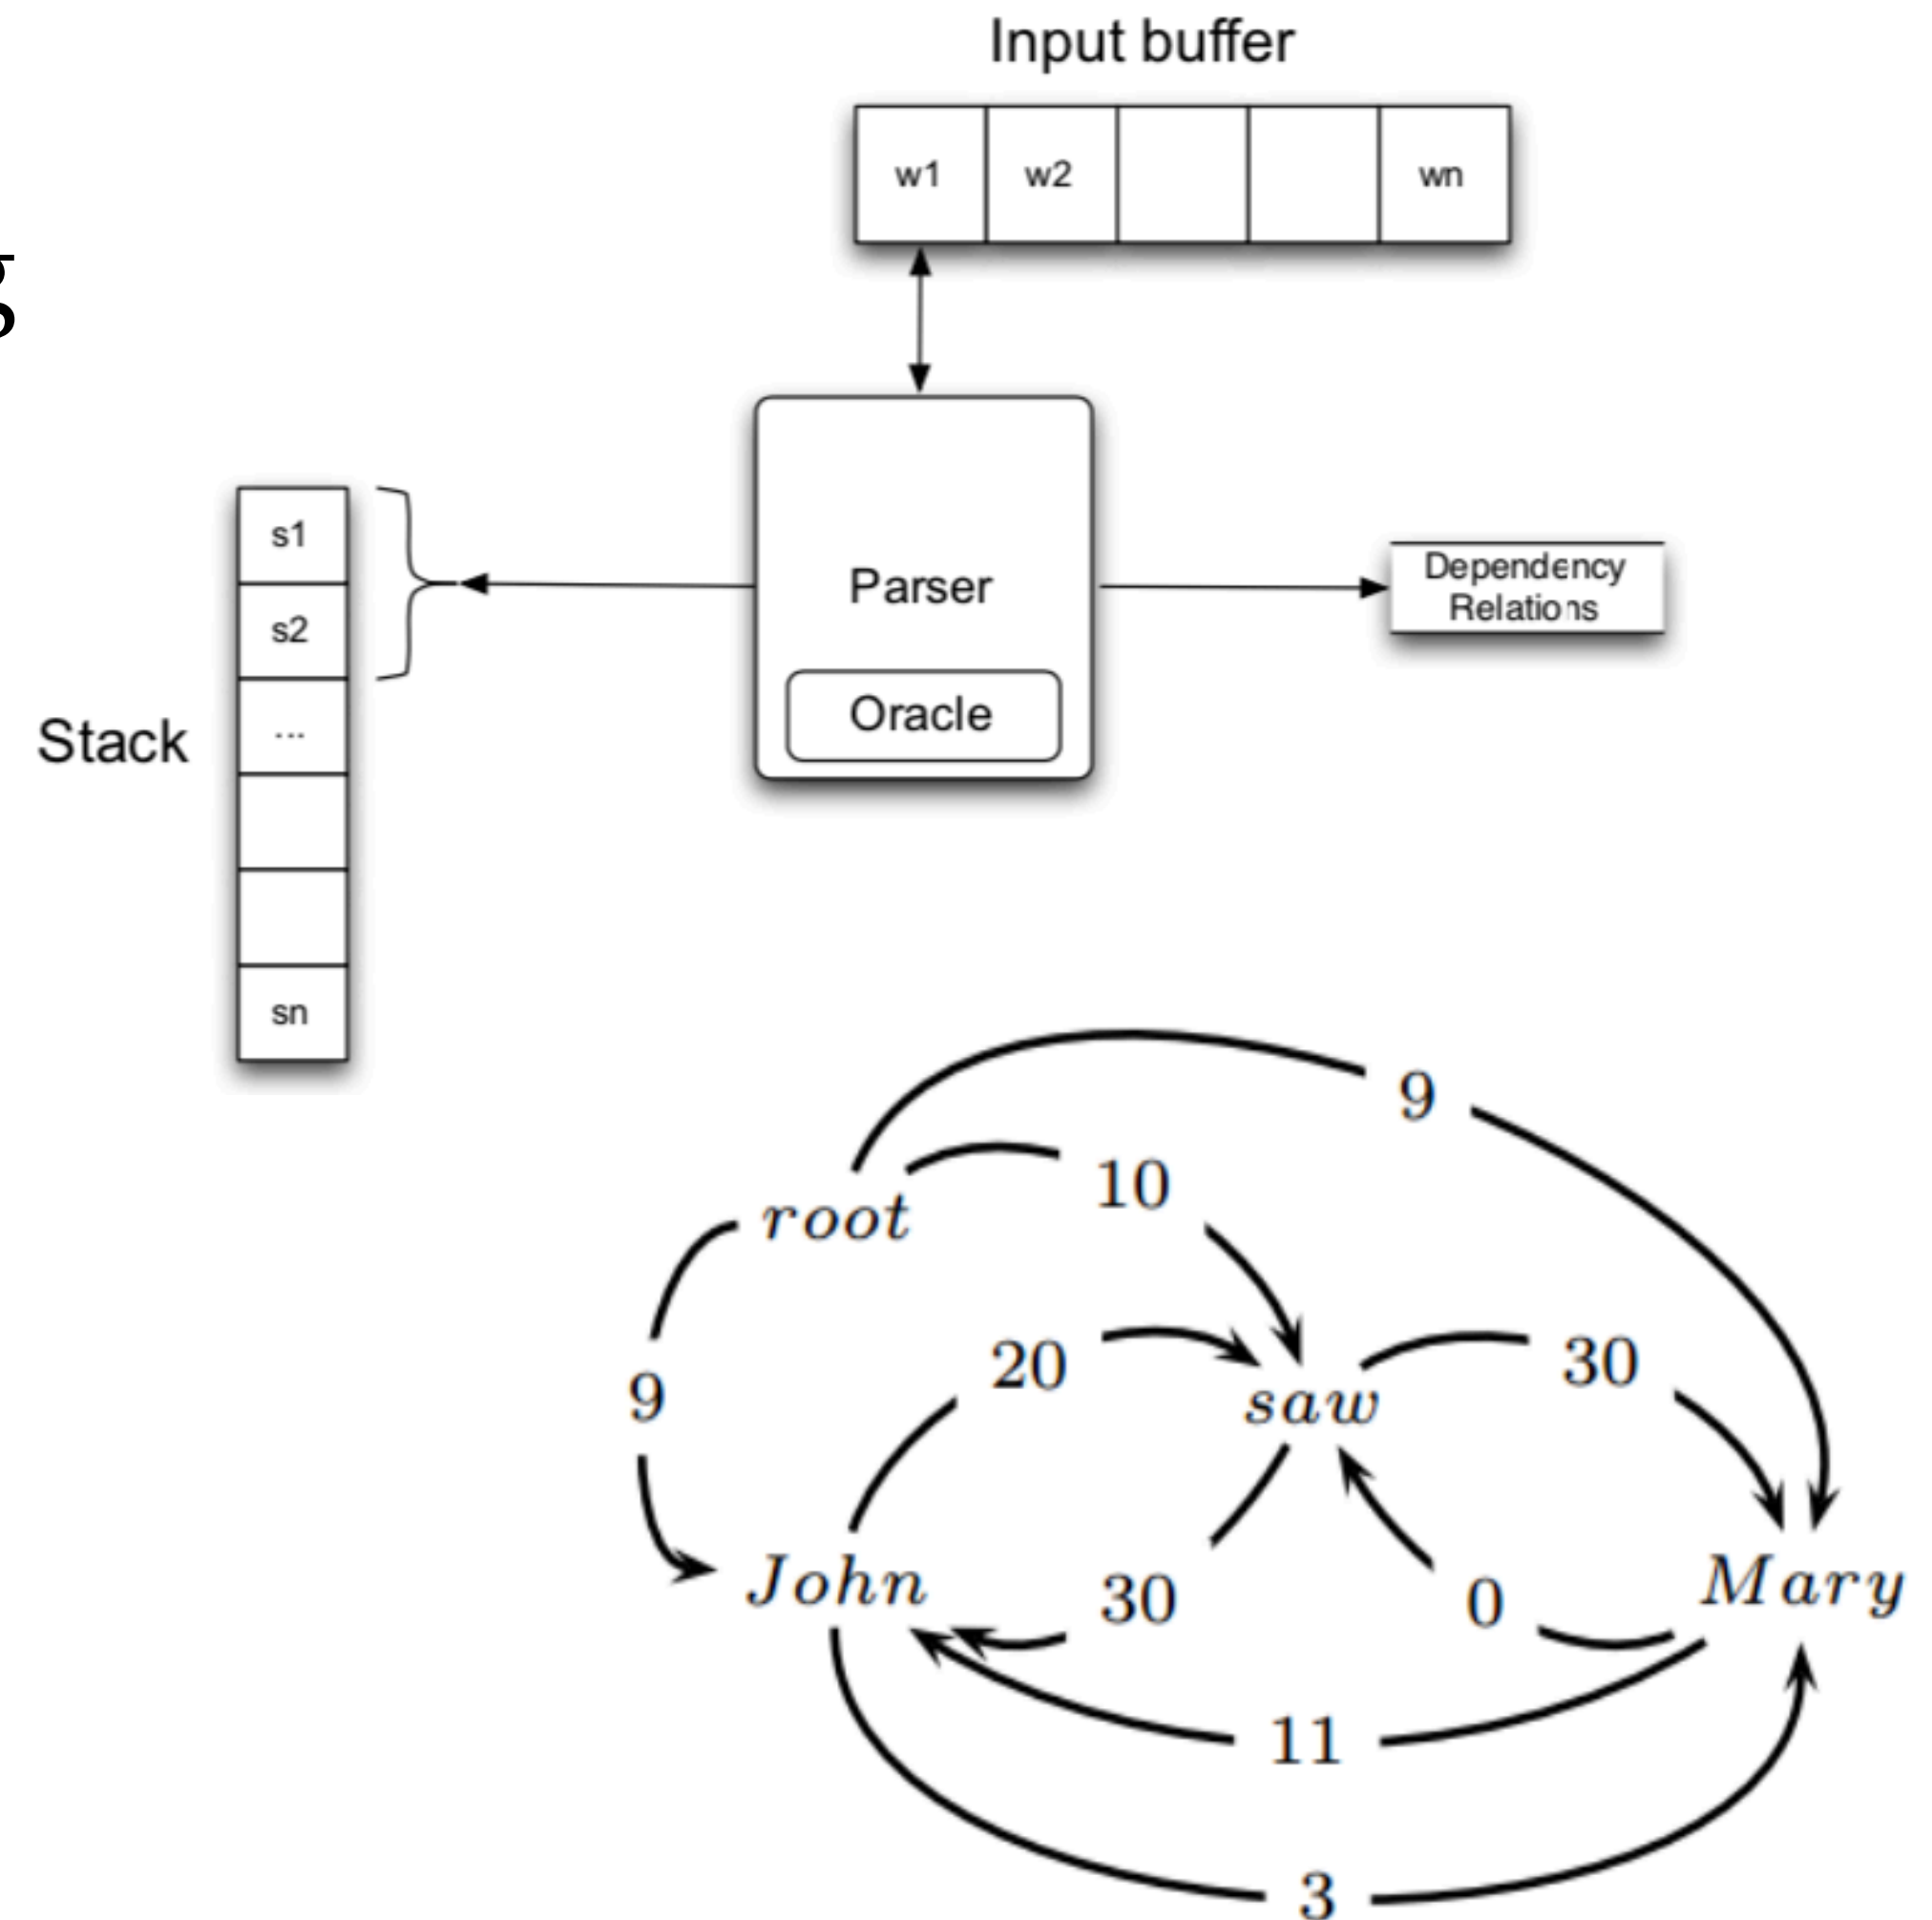 Input buffer
w1 w2 wn
g
s1
s2
...
sn
Stack
Parser
Oracle
Dependency
Relations
9
10
root
20
30
saw
9
John
30
0
Mary
11
3